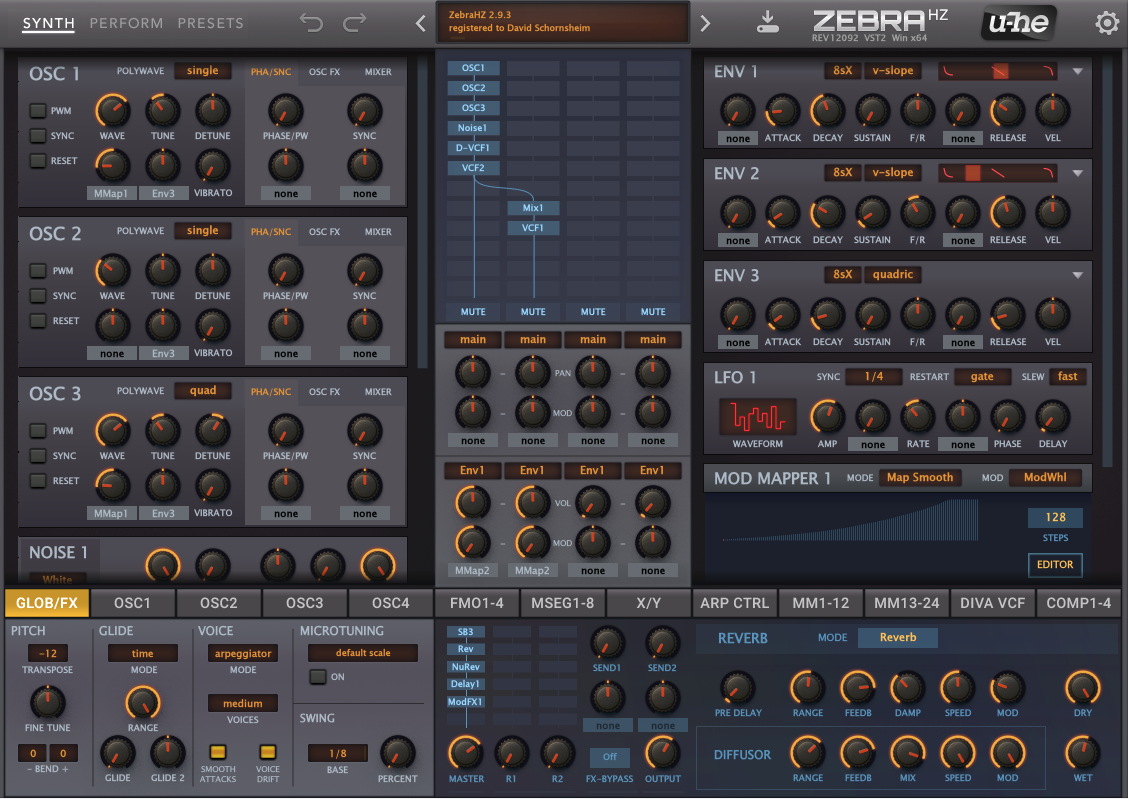 SYNTH PERFORM PRESETS
ZebraHZ 2.9.3
registered to David Schornsheim
ZEBRA HZ
REV12092 VST2 Win x64
u-he
OSC 1 POLYWAVE single PHA/SNC OSC FX MIXER
PWM
SYNC
RESET
WAVE TUNE DETUNE PHASE/PW SYNC
MMap1 Env3 VIBRATO none none
OSC 2 POLYWAVE single PHA/SNC OSC FX MIXER
PWM
SYNC
RESET
WAVE TUNE DETUNE PHASE/PW SYNC
none Env3 VIBRATO none none
OSC 3 POLYWAVE quad PHA/SNC OSC FX MIXER
PWM
SYNC
RESET
WAVE TUNE DETUNE PHASE/PW SYNC
MMap1 Env3 VIBRATO none none
NOISE 1
White
OSC1
OSC2
OSC3
Noise1
D-VCF1
VCF2
Mix1
VCF1
MUTE MUTE MUTE MUTE
main main main main
PAN
MOD
none none none none
Env1 Env1 Env1 Env1
VOL
MOD
MMap2 MMap2 none none
ENV 1 8sX v-slope
none ATTACK DECAY SUSTAIN F/R none RELEASE VEL
ENV 2 8sX v-slope
none ATTACK DECAY SUSTAIN F/R none RELEASE VEL
ENV 3 8sX quadric
none ATTACK DECAY SUSTAIN F/R none RELEASE VEL
LFO 1 SYNC 1/4 RESTART gate SLEW fast
WAVEFORM AMP none RATE none PHASE DELAY
MOD MAPPER 1 MODE Map Smooth MOD ModWhl
128
STEPS
EDITOR
GLOB/FX OSC1 OSC2 OSC3 OSC4 FMO1-4 MSEG1-8 X/Y ARP CTRL MM1-12 MM13-24 DIVA VCF COMP1-4
PITCH
-12
TRANSPOSE
FINE TUNE
0 0
- BEND +
GLIDE
time
MODE
RANGE
GLIDE GLIDE 2
VOICE
arpeggiator
MODE
medium
VOICES
SMOOTH ATTACKS
VOICE DRIFT
MICROTUNING
default scale
ON
SWING
1/8
BASE PERCENT
SB3
Rev
NuRev
Delay1
ModFX1
SEND1 SEND2
none none
Off
MASTER R1 R2 FX-BYPASS OUTPUT
REVERB MODE Reverb
PRE DELAY RANGE FEEDB DAMP SPEED MOD DRY
DIFFUSOR
RANGE FEEDB MIX SPEED MOD WET